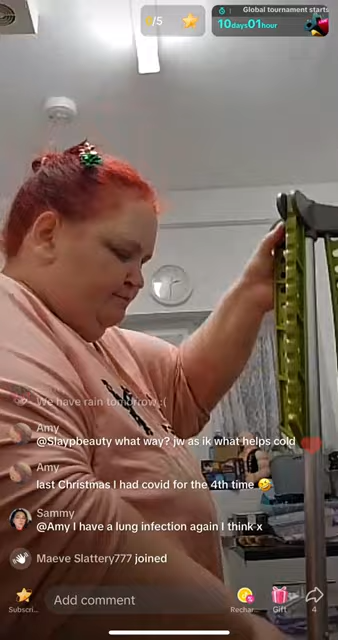 /5
Global tournament starts
10days01hour
We have rain tomorrow :(
Amy
@Slaypbeauty what way? jw as ik what helps cold
Amy
last Christmas I had covid for the 4th time 🤣
Sammy
@Amy I have a lung infection again I think x
Maeve Slattery777 joined
Subscri...
Add comment
Rechar...
Gift
4